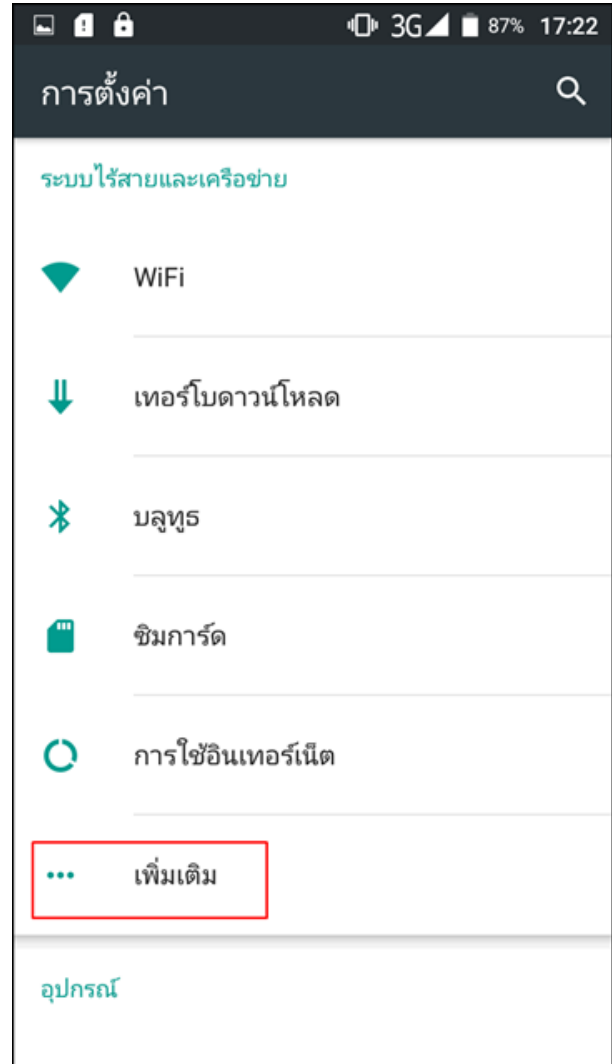 3G 87% 17:22
การตั้งค่า
ระบบไร้สายและเครือข่าย
WiFi
เทอร์โบดาวน์โหลด
บลูทูธ
ซิมการ์ด
การใช้อินเทอร์เน็ต
เพิ่มเติม
อุปกรณ์